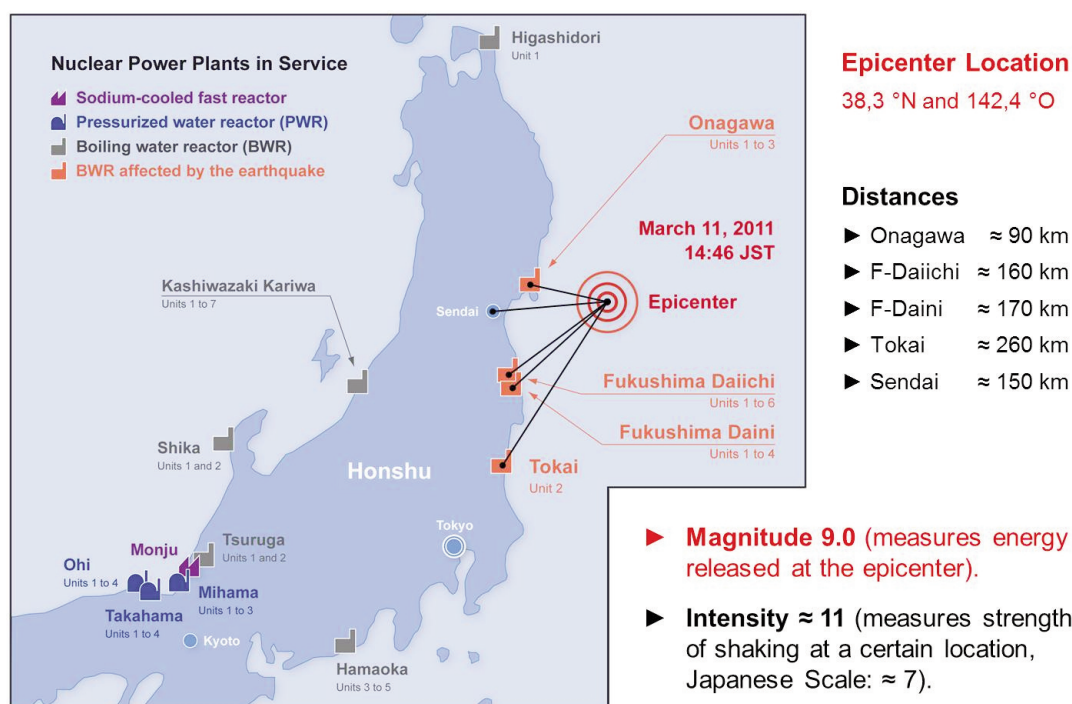 Nuclear Power Plants in Service
Sodium-cooled fast reactor
Pressurized water reactor (PWR)
Boiling water reactor (BWR)
BWR affected by the earthquake
Higashidori
Unit 1
Onagawa
Units 1 to 3
March 11, 2011
14:46 JST
Epicenter
Kashiwazaki Kariwa
Units 1 to 7
Sendai
Fukushima Daiichi
Units 1 to 6
Fukushima Daini
Units 1 to 4
Shika
Units 1 and 2
Honshu
Tokai
Unit 2
Tokyo
Tsuruga
Units 1 and 2
Monju
Ohi
Units 1 to 4
Mihama
Units 1 to 3
Takahama
Units 1 to 4
Kyoto
Hamaoka
Units 3 to 5
Epicenter Location
38,3 °N and 142,4 °O
Distances
► Onagawa ≈ 90 km
► F-Daiichi ≈ 160 km
► F-Daini ≈ 170 km
► Tokai ≈ 260 km
► Sendai ≈ 150 km
► Magnitude 9.0 (measures energy
released at the epicenter).
► Intensity ≈ 11 (measures strength
of shaking at a certain location,
Japanese Scale: ≈ 7).